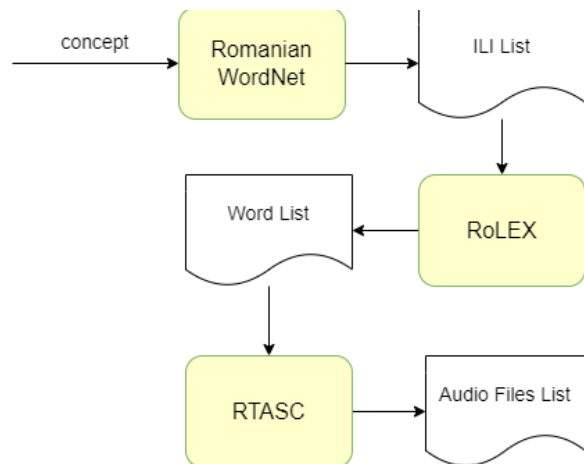 concept
Romanian
WordNet
ILI List
Word List
RoLEX
RTASC
Audio Files List